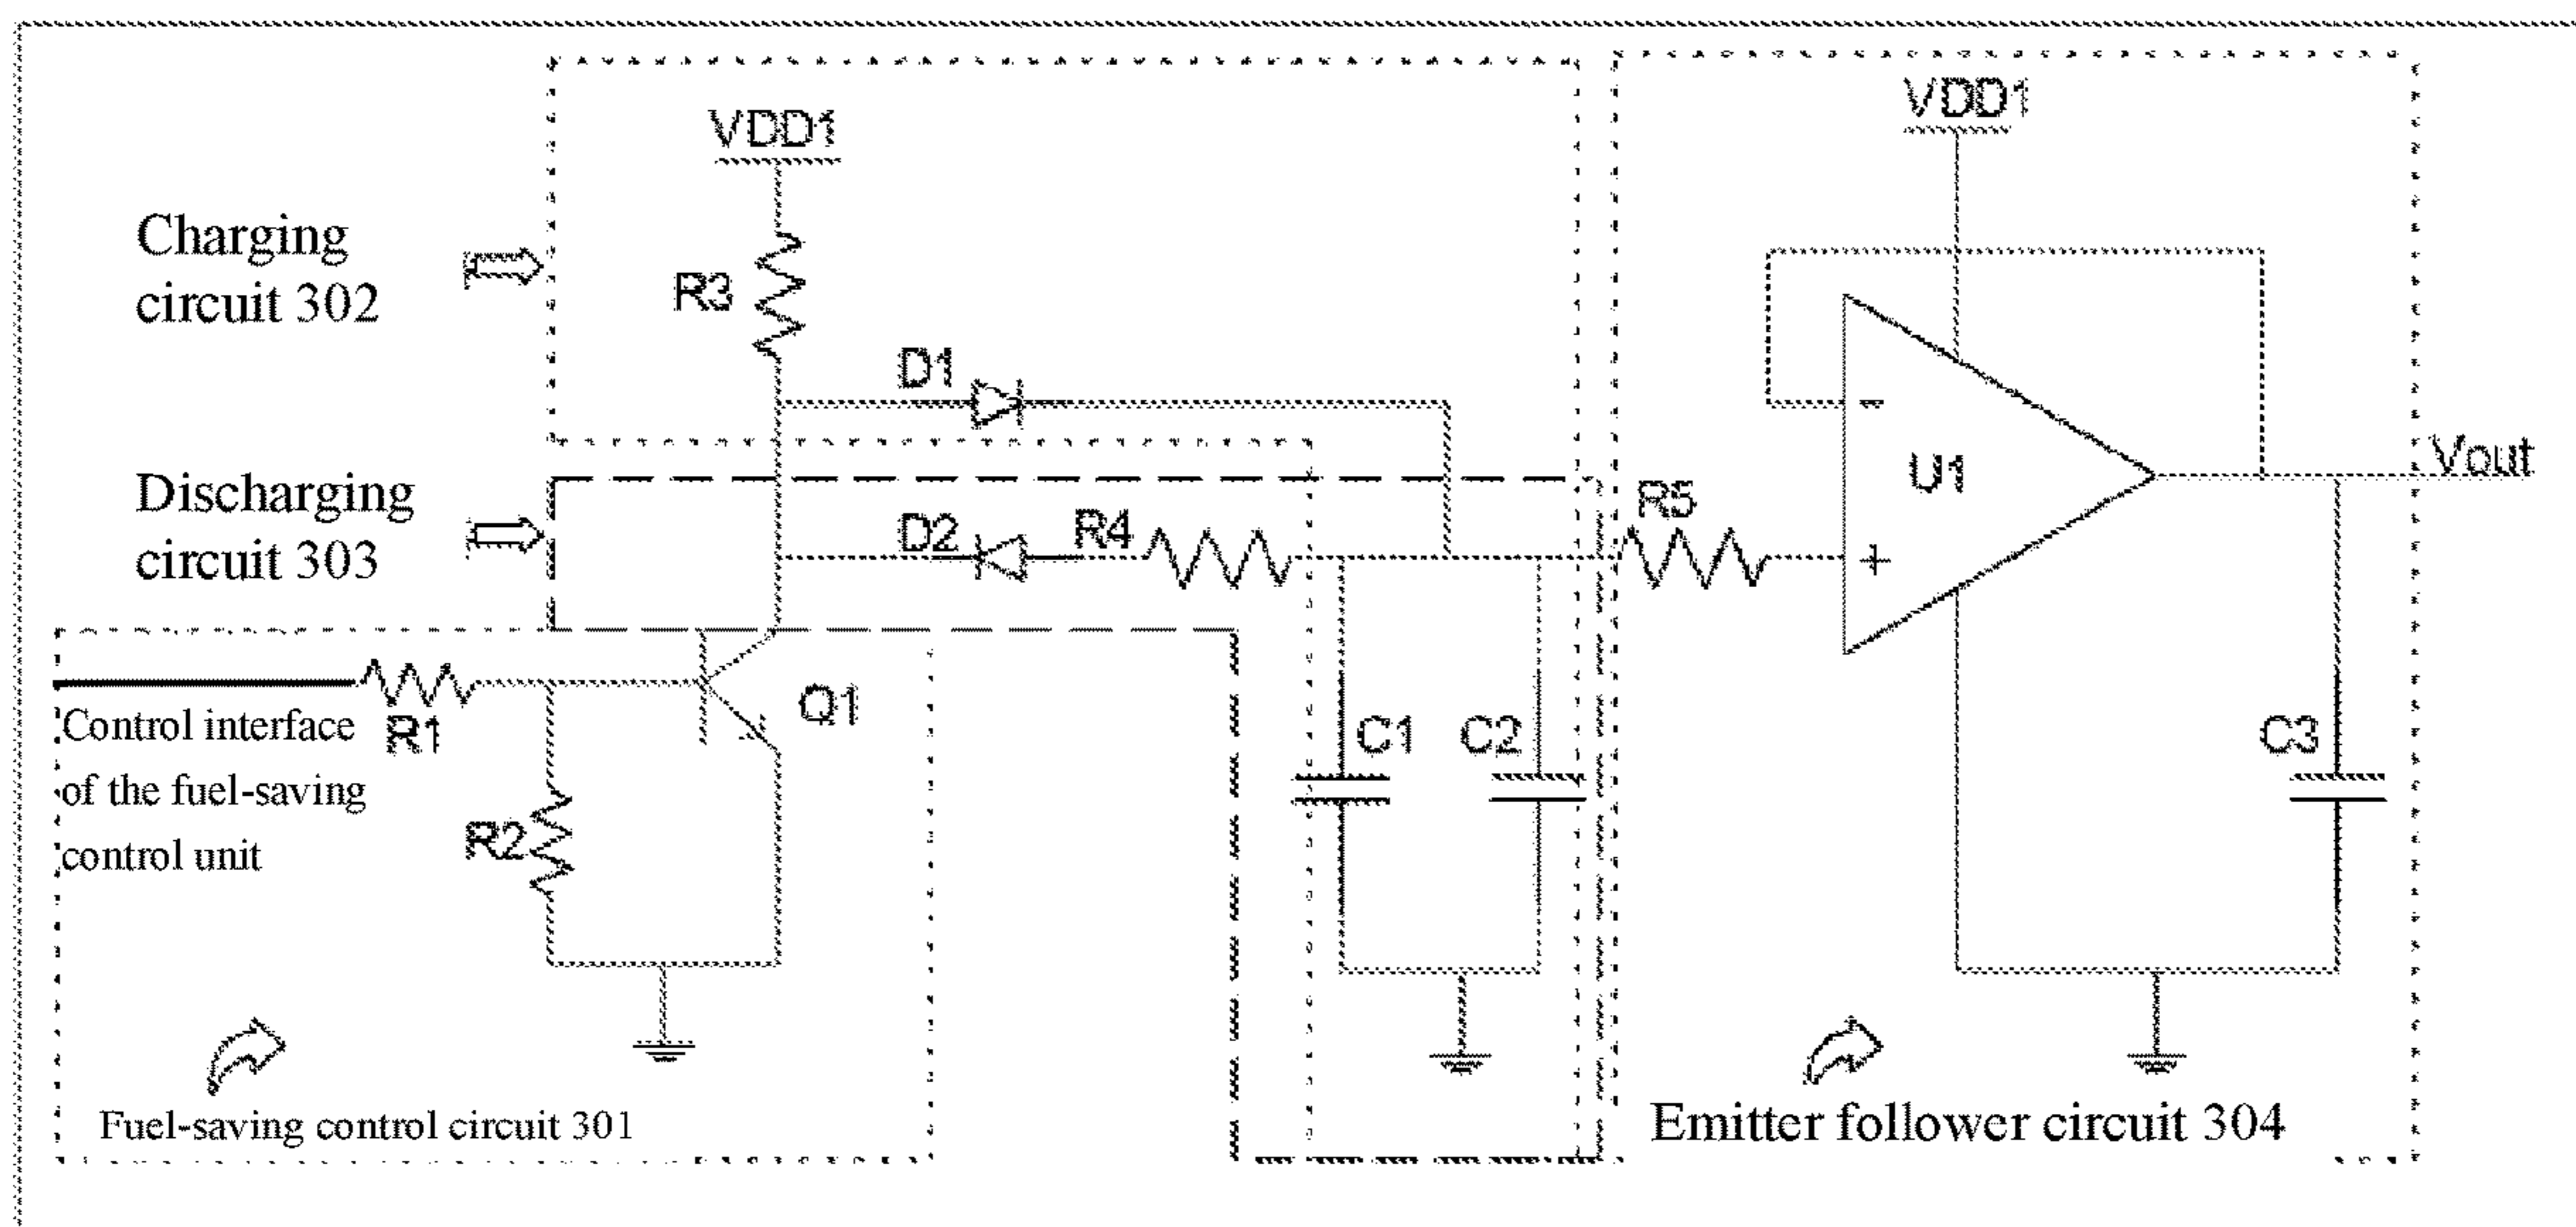 VDD1
VDD1
Charging
circuit 302
R3
D1
Discharging
circuit 303
D2
R4
R5
-
+
U1
Vout
Control interface
of the fuel-saving
control unit
R1
Q1
R2
C1
C2
C3
Fuel-saving control circuit 301
Emitter follower circuit 304